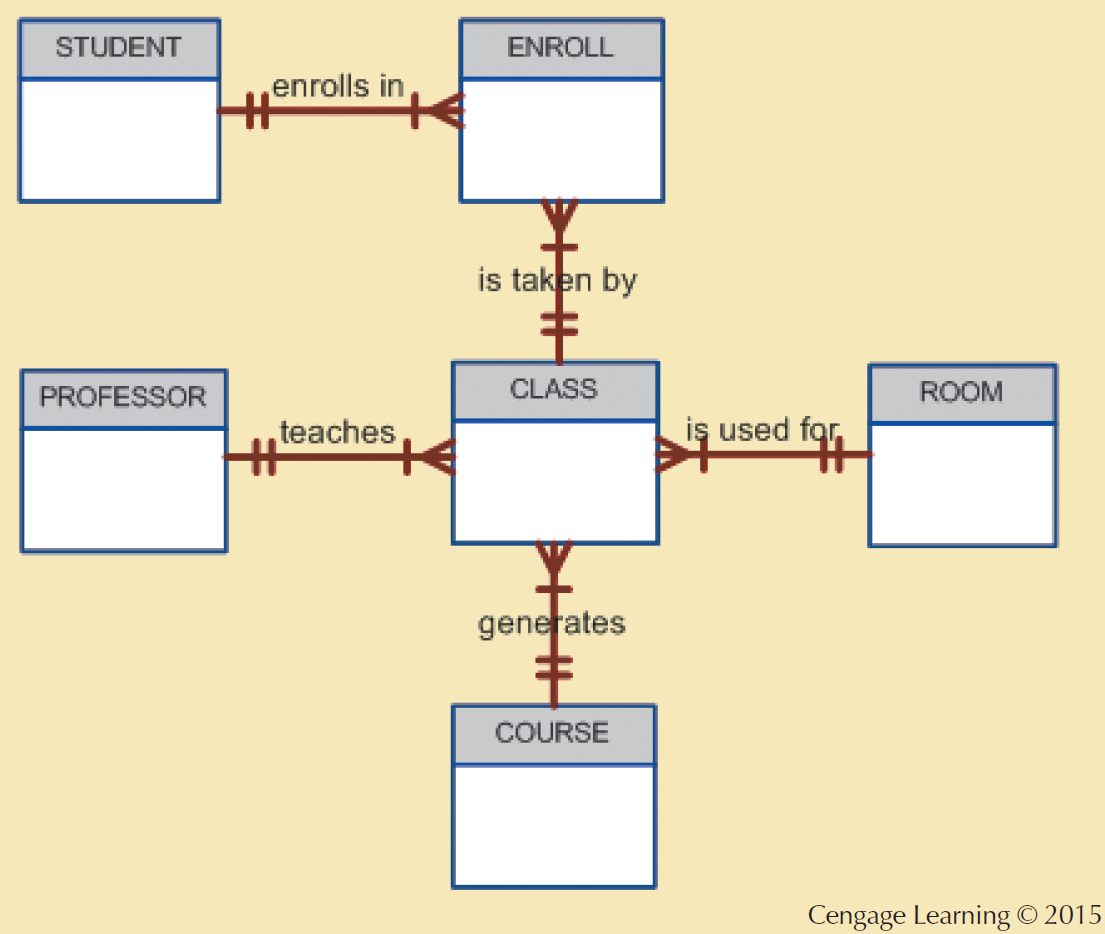 STUDENT
ENROLL
enrolls in
is taken by
PROFESSOR
CLASS
ROOM
teaches
is used for
generates
COURSE
Cengage Learning © 2015